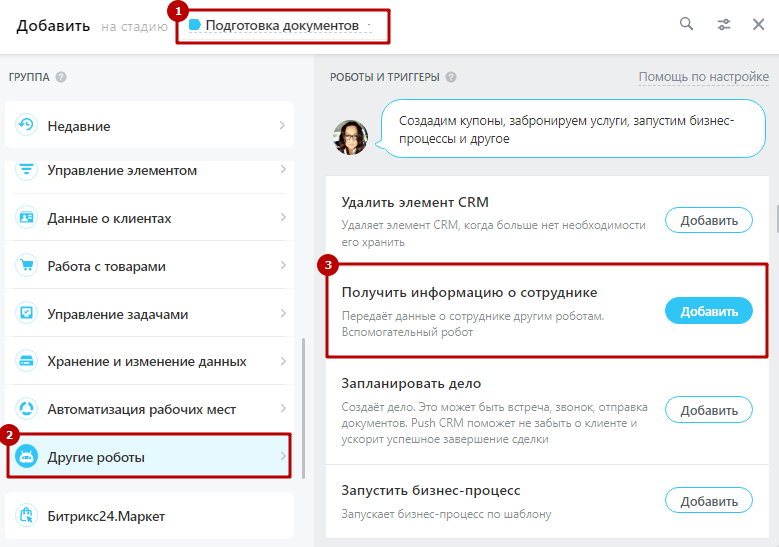 1
Добавить на стадию Подготовка документов
ГРУППА ?
Недавние
Управление элементом
Данные о клиентах
Работа с товарами
Управление задачами
Хранение и изменение данных
Автоматизация рабочих мест
2
Другие роботы
Битрикс24.Маркет
РОБОТЫ И ТРИГГЕРЫ ? Помощь по настройке
Создадим купоны, забронируем услуги, запустим бизнес-
процессы и другое
Удалить элемент CRM
Удаляет элемент CRM, когда больше нет необходимости
его хранить
Добавить
3
Получить информацию о сотруднике
Передаёт данные о сотруднике другим роботам.
Вспомогательный робот
Добавить
Запланировать дело
Создаёт дело. Это может быть встреча, звонок, отправка
документов. Push CRM поможет не забыть о клиенте и
ускорит успешное завершение сделки
Добавить
Запустить бизнес-процесс
Запускает бизнес-процесс по шаблону
Добавить